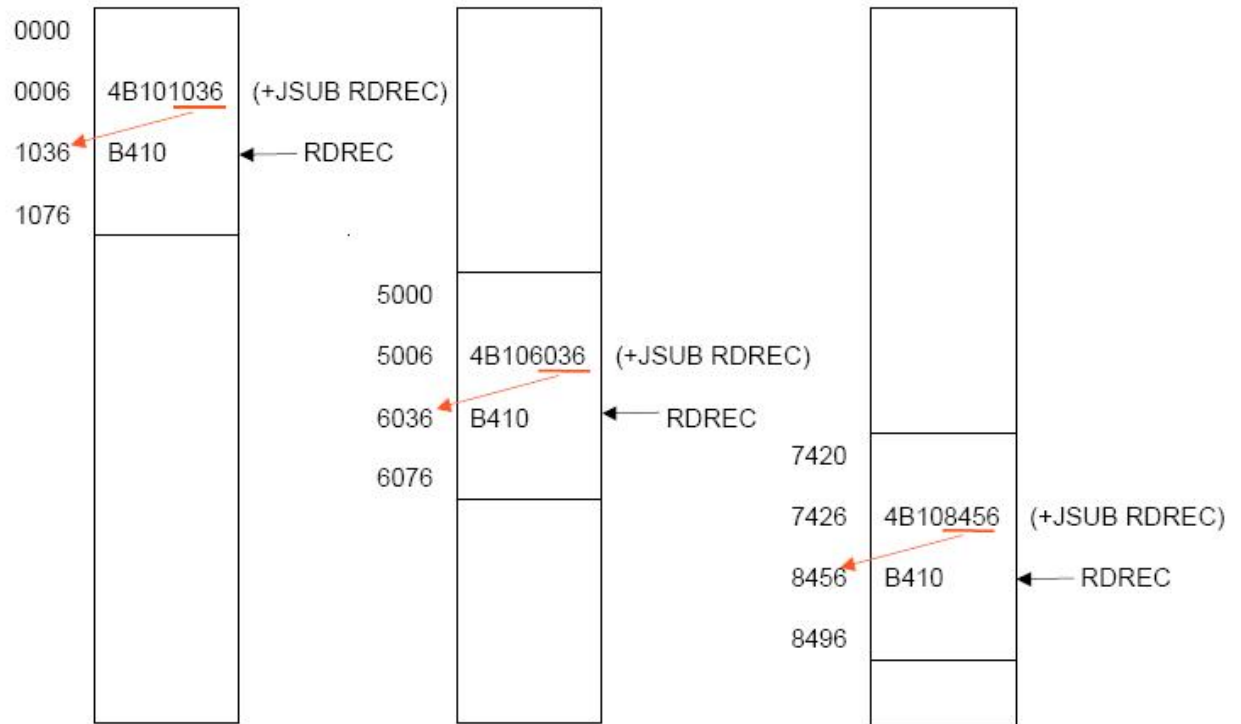 0000
0006 4B101036 (+JSUB RDREC)
1036 B410 RDREC
1076
5000
5006 4B106036 (+JSUB RDREC)
6036 B410 RDREC
6076
7420
7426 4B108456 (+JSUB RDREC)
8456 B410 RDREC
8496